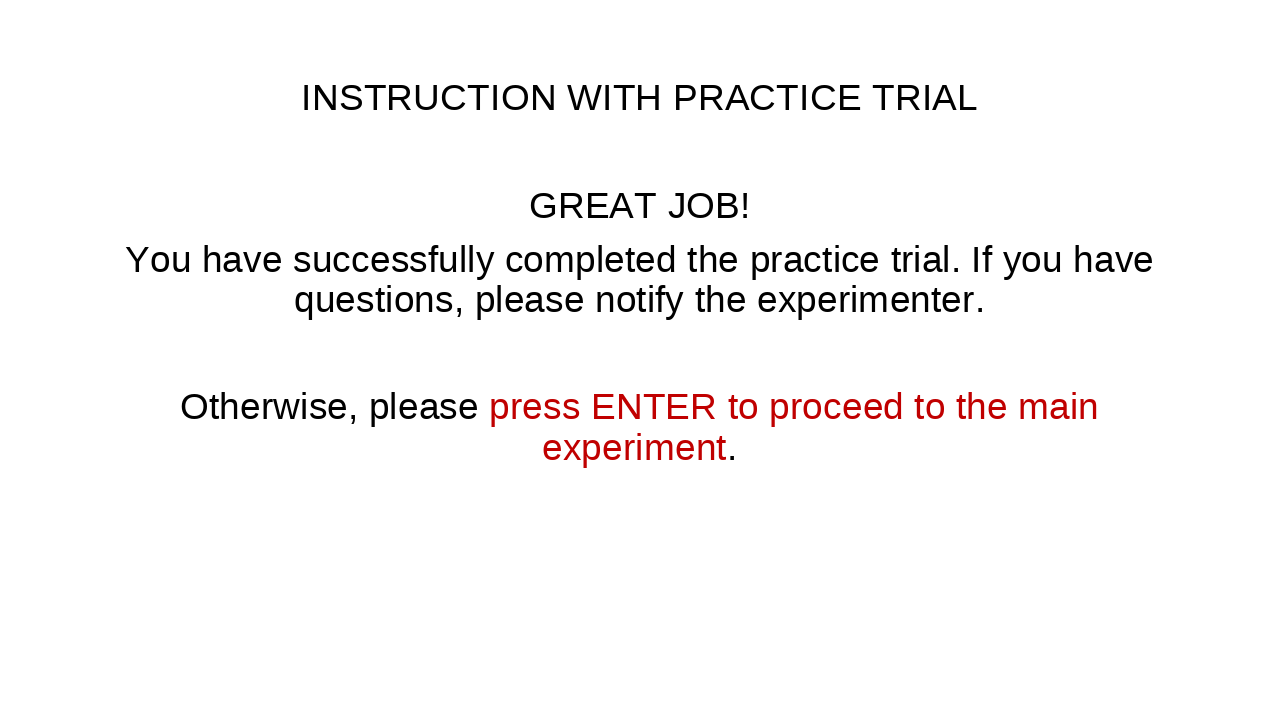 INSTRUCTION WITH PRACTICE TRIAL
GREAT JOB!
You have successfully completed the practice trial. If you have
questions, please notify the experimenter.
Otherwise, please press ENTER to proceed to the main
experiment.